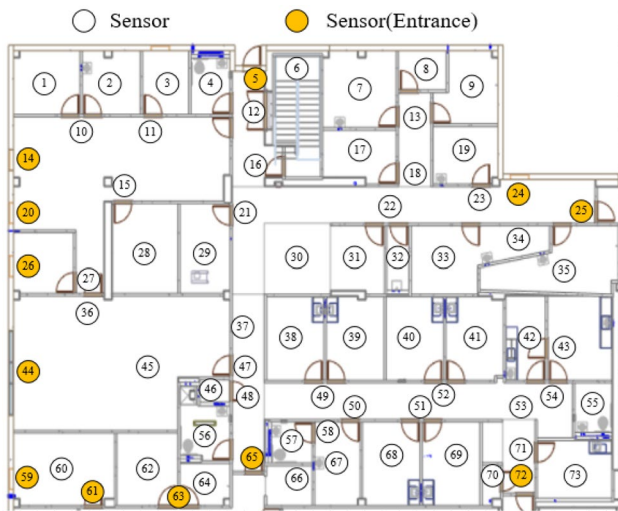 Sensor Sensor(Entrance)
1 2 3 4 5 6 7 8 9
10 11 12 13
14 15 16 17 18 19
20 21 22 23 24 25
26 27 28 29 30 31 32 33 34 35
36 37 38 39 40 41 42 43
44 45 46 47 48 49 50 51 52 53 54 55
56 57 58
59 60 61 62 63 64 65 66 67 68 69 70 71 72 73